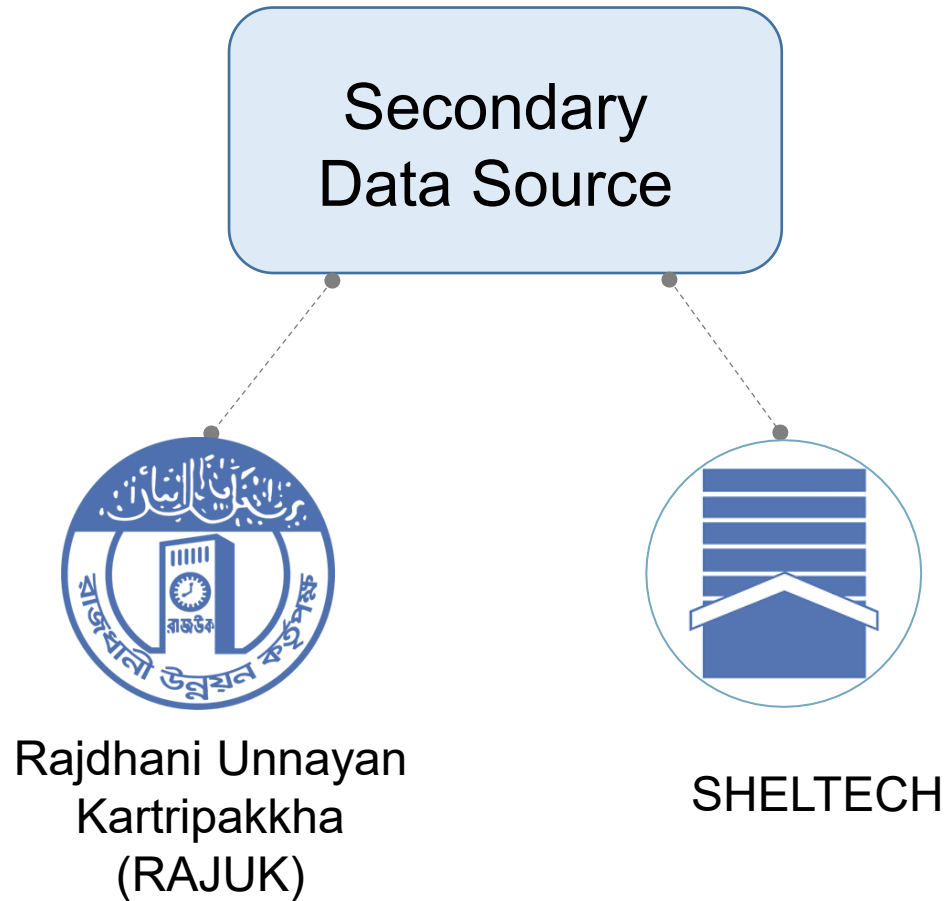 Secondary
Data Source
রাজউক
রাজধানী উন্নয়ন কর্তৃপক্ষ
Rajdhani Unnayan
Kartripakkha
(RAJUK)
SHELTECH